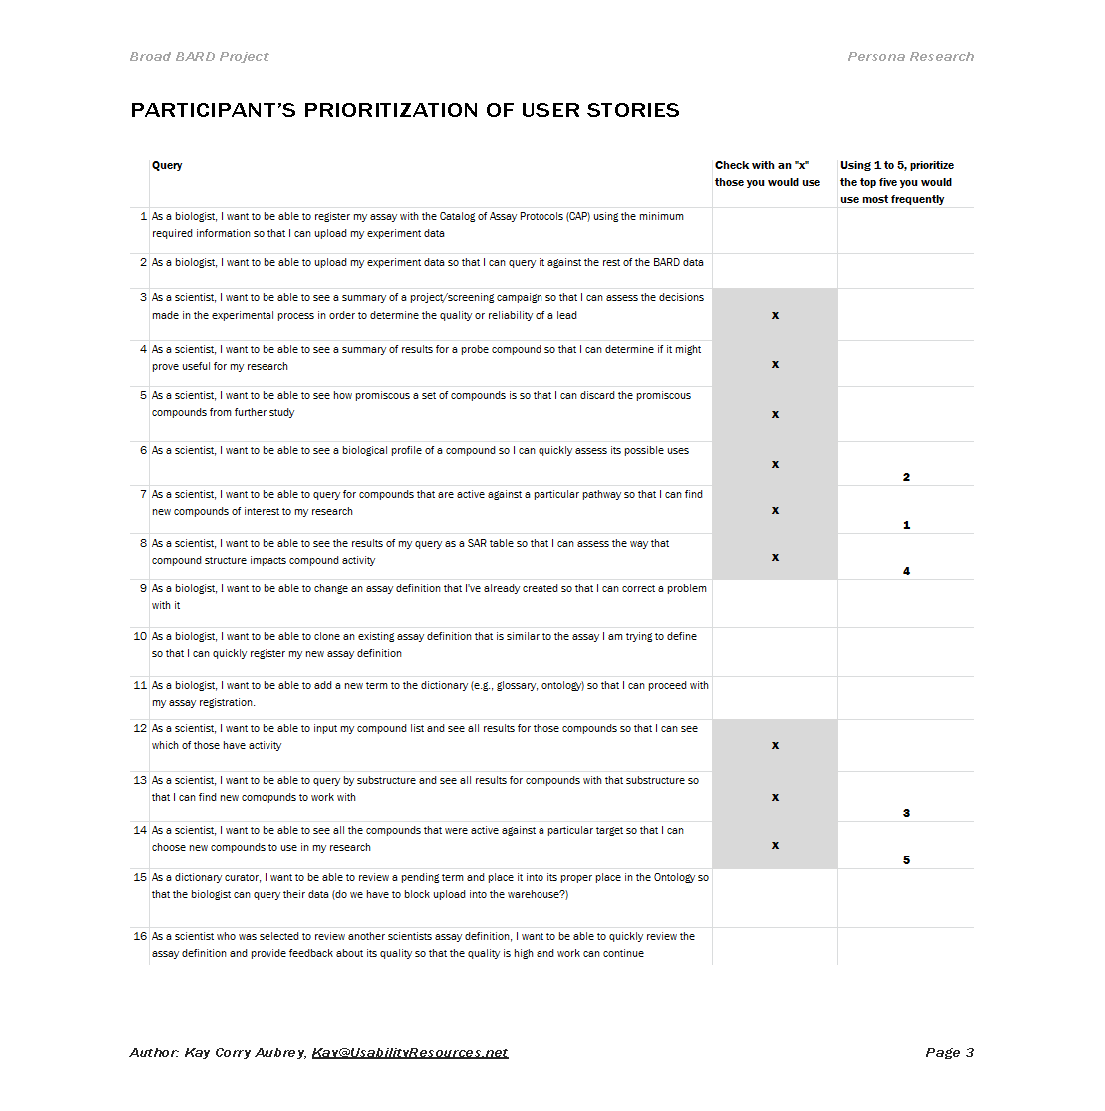 Broad BARD Project Persona Research
PARTICIPANT'S PRIORITIZATION OF USER STORIES
Query Check with an "x" Using 1 to 5, prioritize
those you would use the top five you would
use most frequently
1 As a biologist, I want to be able to register my assay with the Catalog of Assay Protocols (CAP) using the minimum
required information so that I can upload my experiment data
2 As a biologist, I want to be able to upload my experiment data so that I can query it against the rest of the BARD data
3 As a scientist, I want to be able to see a summary of a project/screening campaign so that I can assess the decisions
made in the experimental process in order to determine the quality or reliability of a lead x
4 As a scientist, I want to be able to see a summary of results for a probe compound so that I can determine if it might
prove useful for my research x
5 As a scientist, I want to be able to see how promiscous a set of compounds is so that I can discard the promiscous
compounds from further study x
6 As a scientist, I want to be able to see a biological profile of a compound so I can quickly assess its possible uses
x
2
7 As a scientist, I want to be able to query for compounds that are active against a particular pathway so that I can find
new compounds of interest to my research x
1
8 As a scientist, I want to be able to see the results of my query as a SAR table so that I can assess the way that
compound structure impacts compound activity x
4
9 As a biologist, I want to be able to change an assay definition that I've already created so that I can correct a problem
with it
10 As a biologist, I want to be able to clone an existing assay definition that is similar to the assay I am trying to define
so that I can quickly register my new assay definition
11 As a biologist, I want to be able to add a new term to the dictionary (e.g., glossary, ontology) so that I can proceed with
my assay registration.
12 As a scientist, I want to be able to input my compound list and see all results for those compounds so that I can see
which of those have activity x
13 As a scientist, I want to be able to query by substructure and see all results for compounds with that substructure so
that I can find new comopunds to work with x
3
14 As a scientist, I want to be able to see all the compounds that were active against a particular target so that I can
choose new compounds to use in my research x
5
15 As a dictionary curator, I want to be able to review a pending term and place it into its proper place in the Ontology so
that the biologist can query their data (do we have to block upload into the warehouse?)
16 As a scientist who was selected to review another scientists assay definition, I want to be able to quickly review the
assay definition and provide feedback about its quality so that the quality is high and work can continue
Author: Kay Corry Aubrey, Kay@UsabilityResources.net Page 3